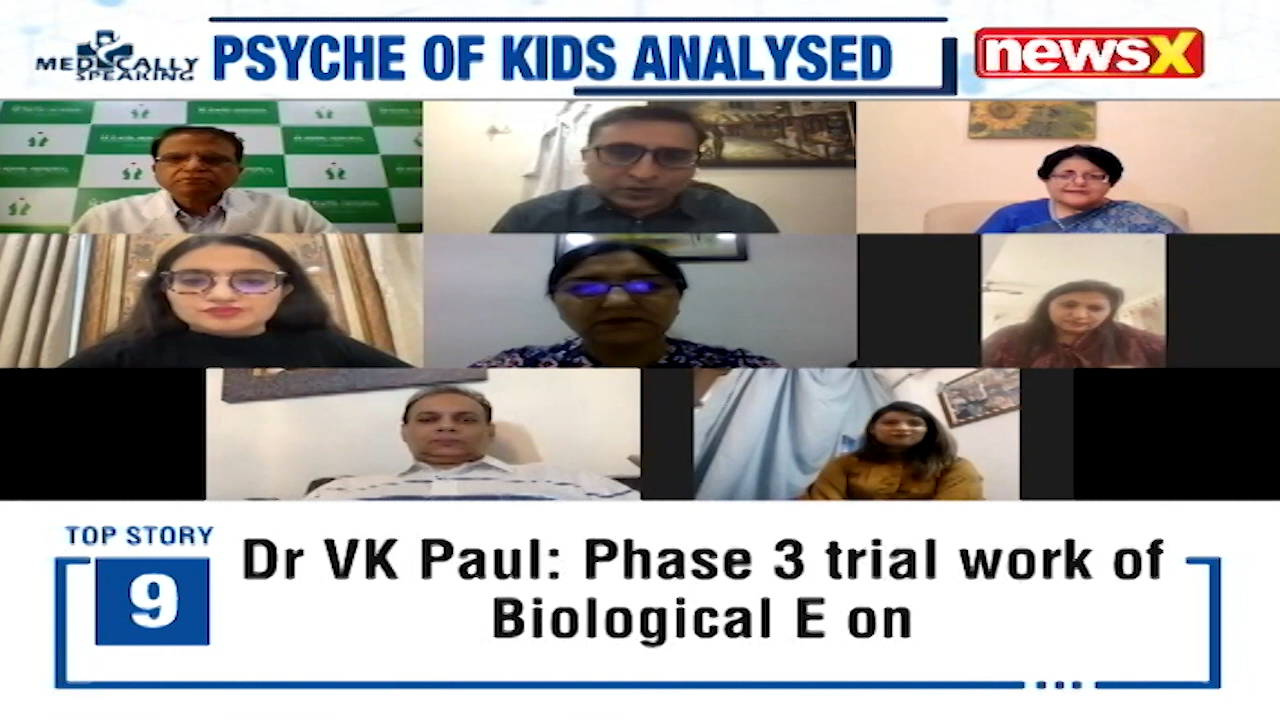 MEDICALLY
SPEAKING
PSYCHE OF KIDS ANALYSED
newsX
TOP STORY
9
Dr VK Paul: Phase 3 trial work of
Biological E on